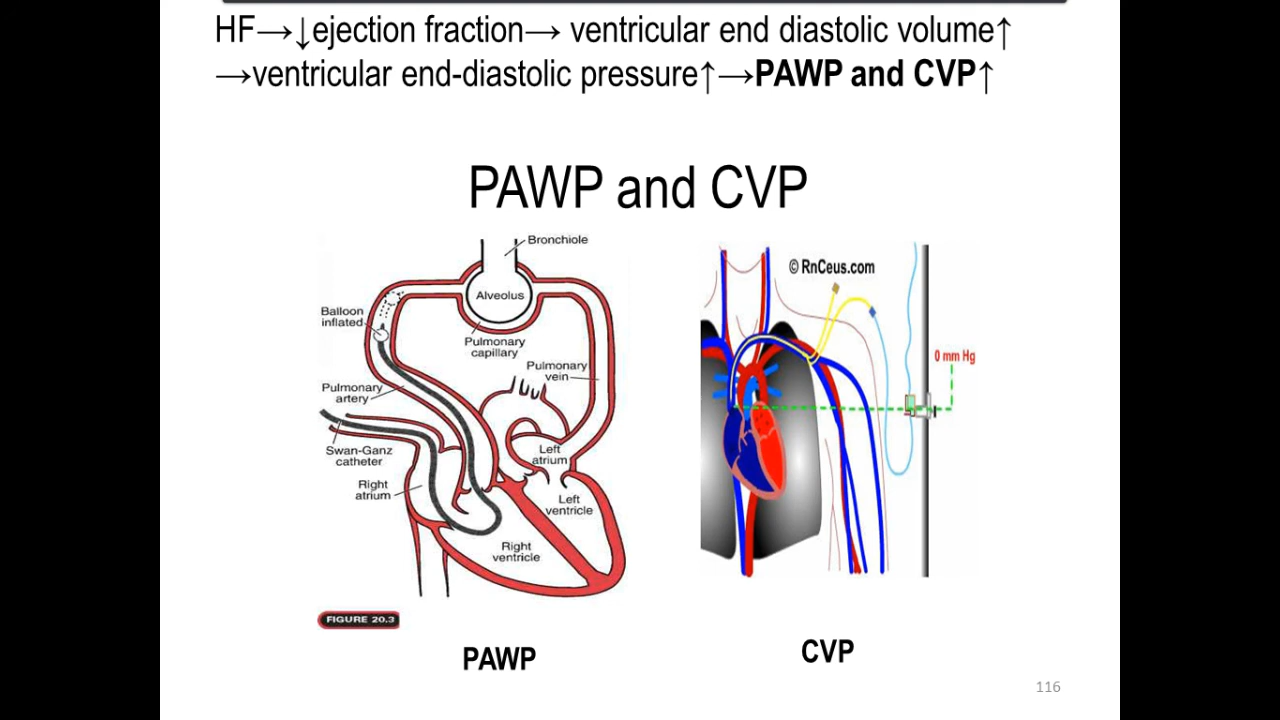 HF→↓ejection fraction→ ventricular end diastolic volume↑
→ventricular end-diastolic pressure↑→PAWP and CVP↑
PAWP and CVP
Bronchiole
Alveolus
Balloon
inflated
Pulmonary
capillary
Pulmonary
vein
Pulmonary
artery
Swan-Ganz
catheter
Left
atrium
Right
atrium
Left
ventricle
Right
ventricle
FIGURE 20.3
PAWP
© RnCeus.com
0 mm Hg
CVP
116